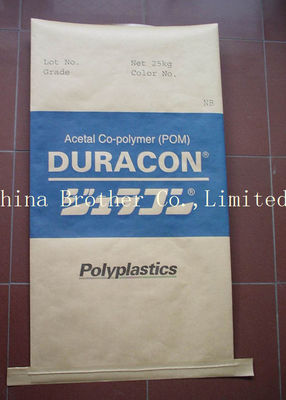 Lot No. Net 25kg
Grade Color No.
NB
Acetal Co-polymer (POM)
DURACON®
ジュラコン®
hina Brother Co.,Limited
Polyplastics